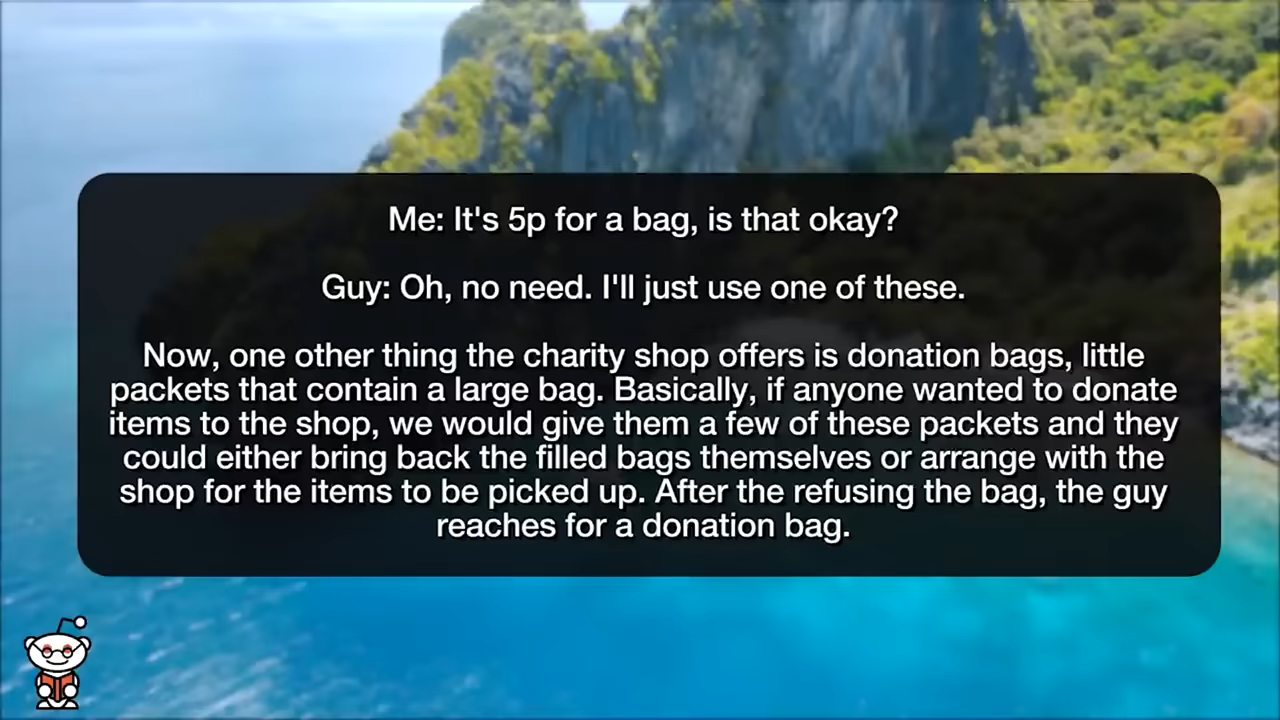 Me: It's 5p for a bag, is that okay?
Guy: Oh, no need. I'll just use one of these.
Now, one other thing the charity shop offers is donation bags, little
packets that contain a large bag. Basically, if anyone wanted to donate
items to the shop, we would give them a few of these packets and they
could either bring back the filled bags themselves or arrange with the
shop for the items to be picked up. After the refusing the bag, the guy
reaches for a donation bag.